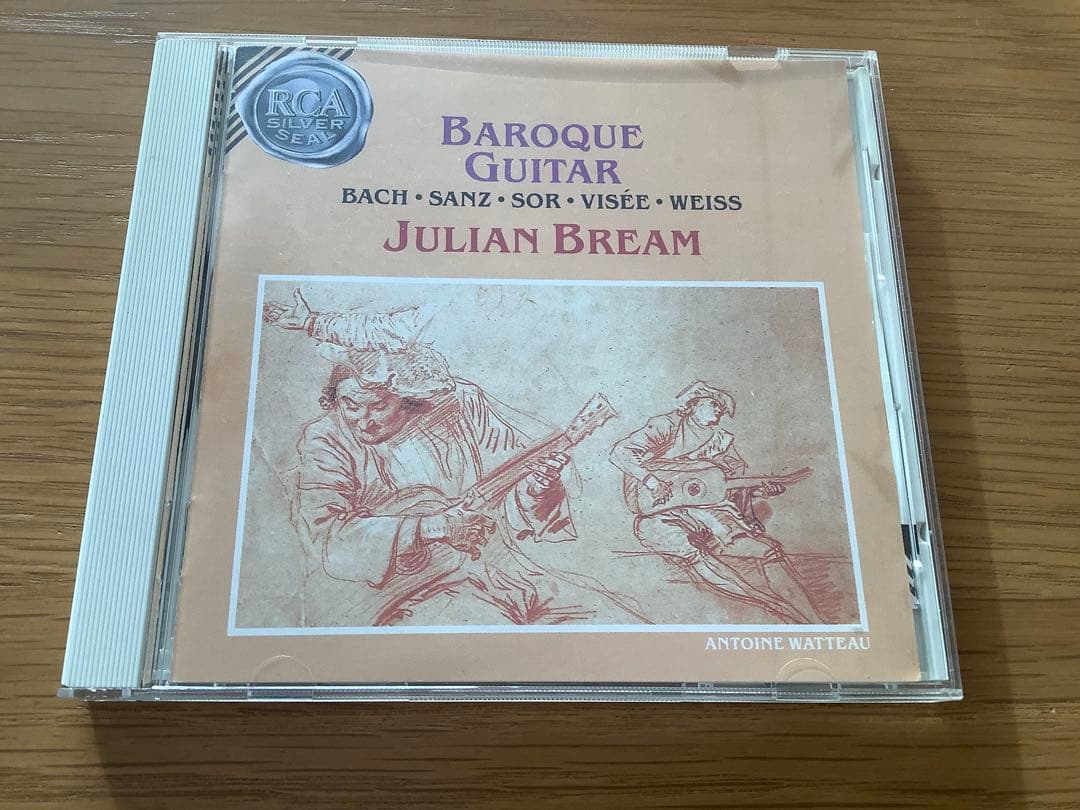 RCA
SILVER
SEAL
BAROQUE
GUITAR
BACH • SANZ • SOR • VISÉE • WEISS
JULIAN BREAM
ANTOINE WATTEAU